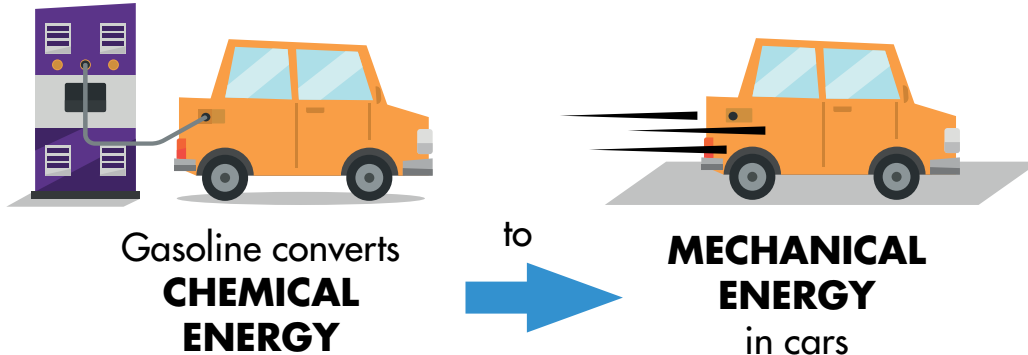 Gasoline converts
CHEMICAL
ENERGY
to
MECHANICAL
ENERGY
in cars